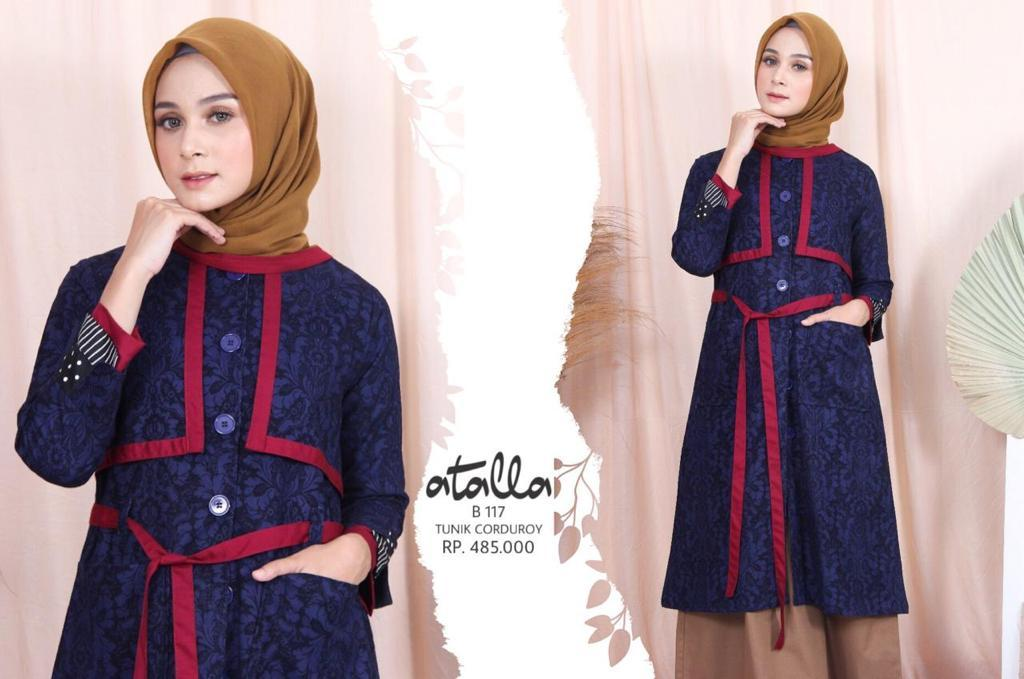 atalla
B 117
TUNIK CORDUROY
RP. 485.000